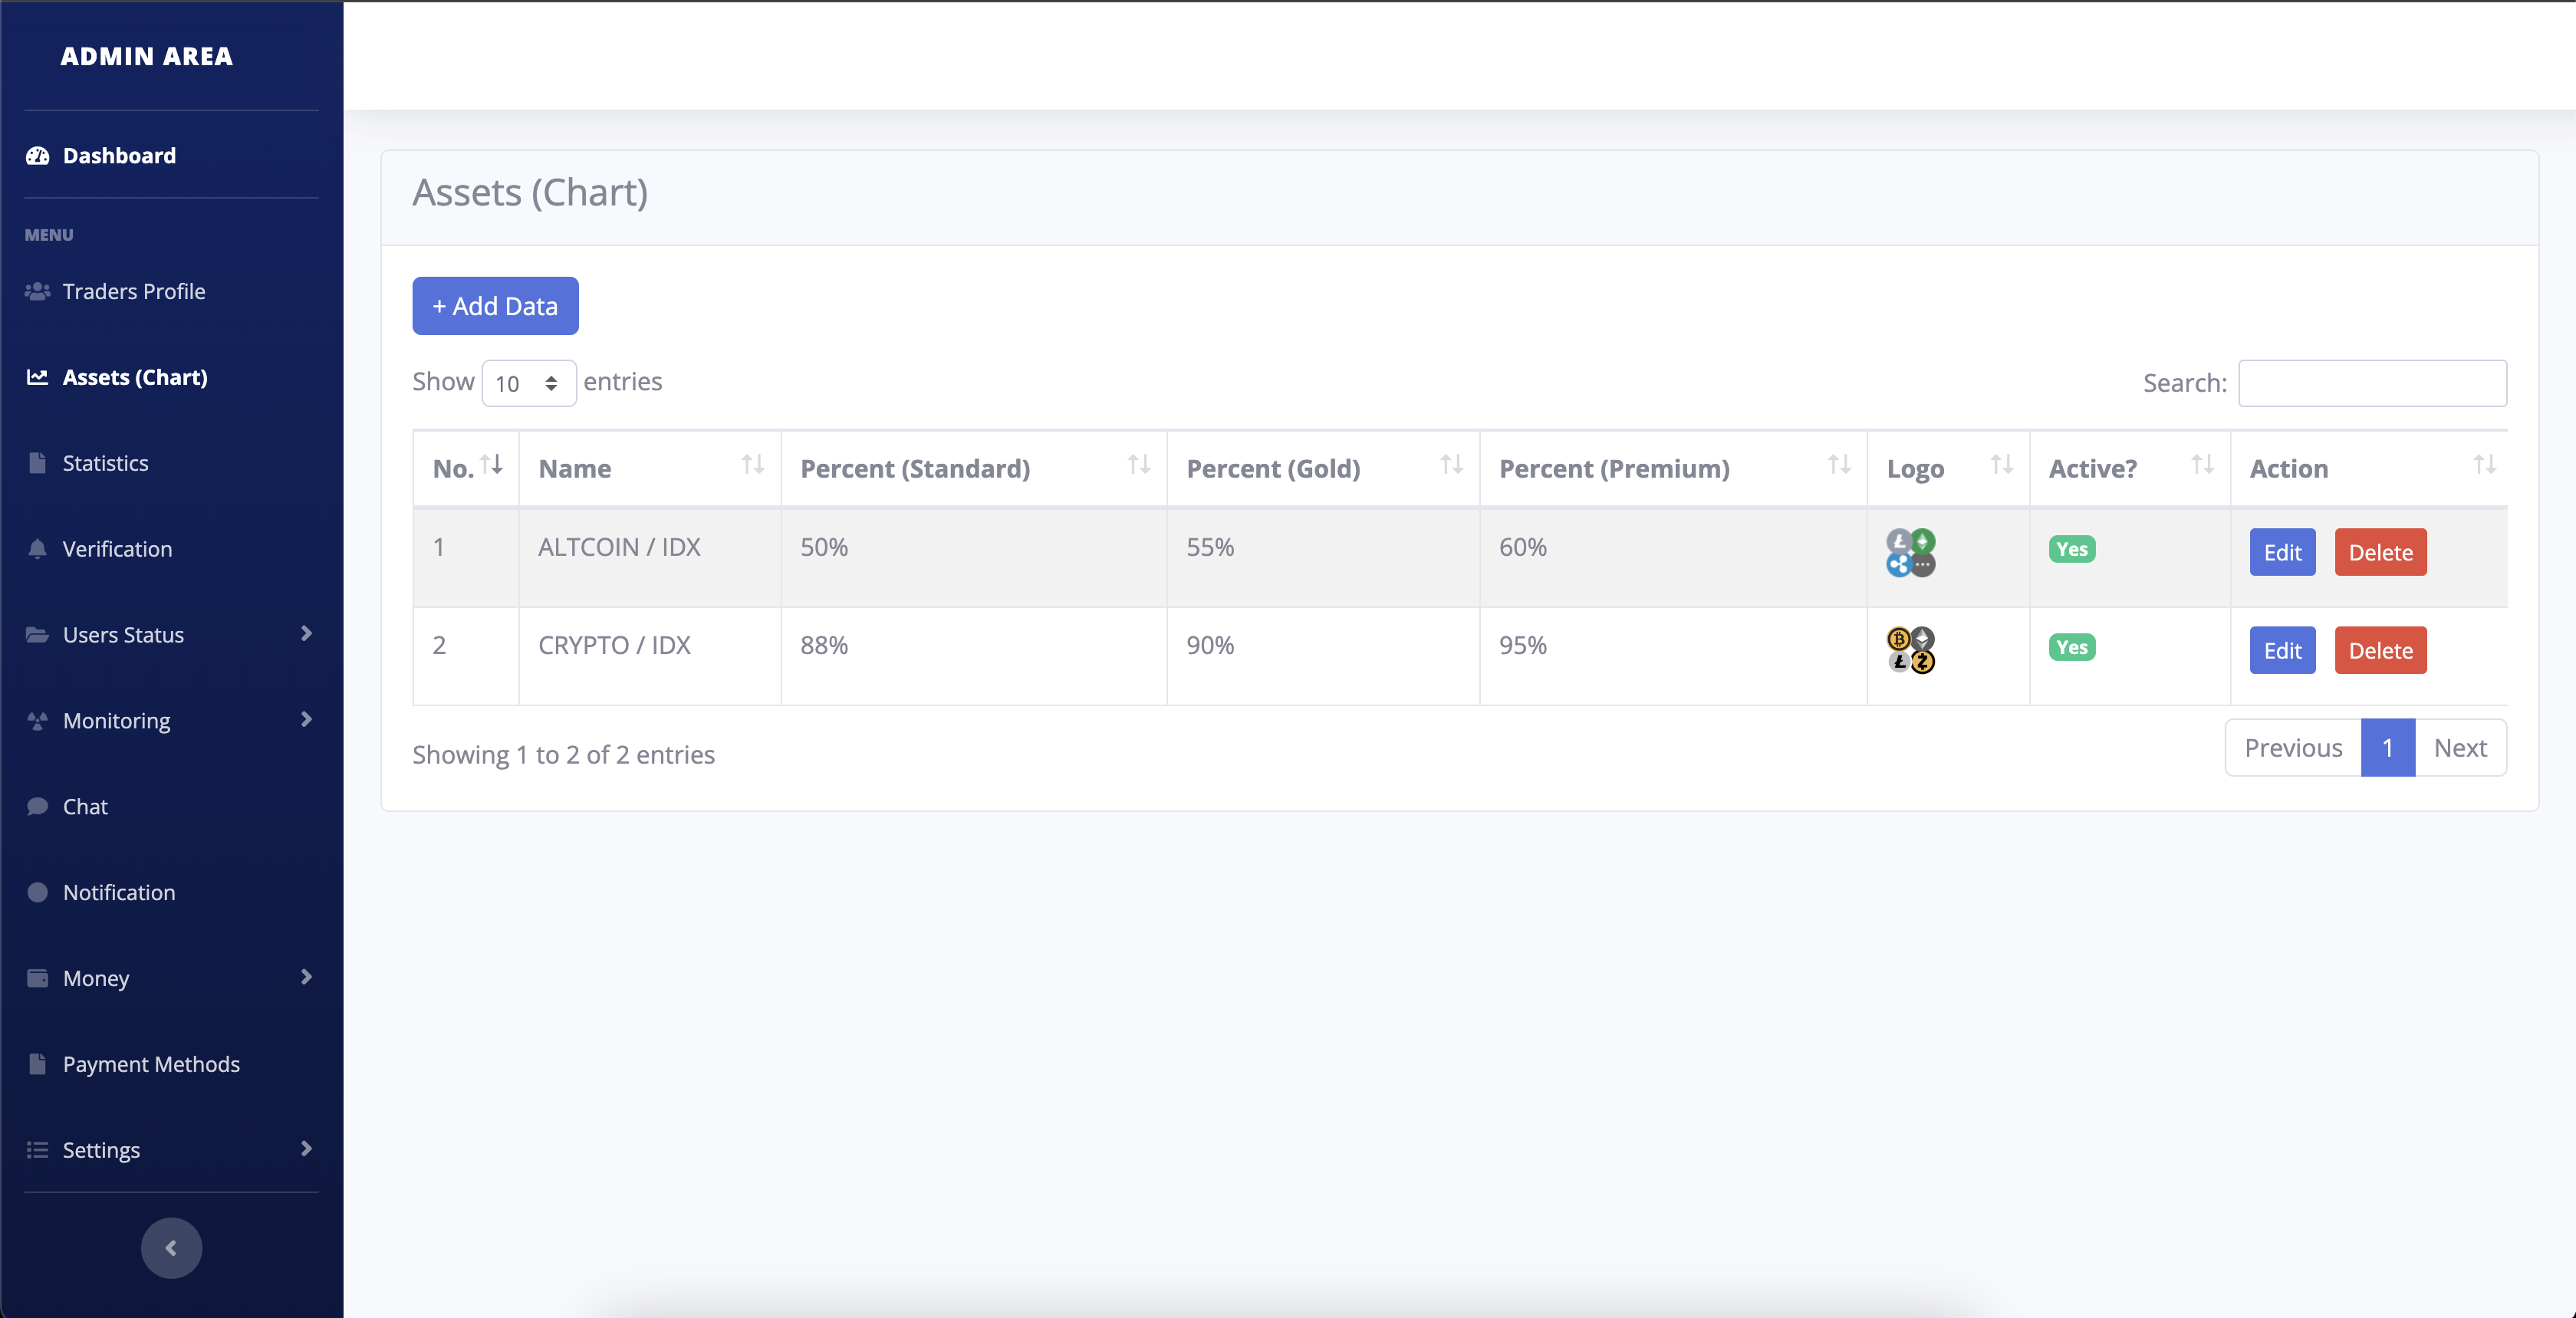 ADMIN AREA
Dashboard
MENU
Traders Profile
Assets (Chart)
Statistics
Verification
Users Status
Monitoring
Chat
Notification
Money
Payment Methods
Settings
Assets (Chart)
+ Add Data
Show 10 entries
Search:
No. Name Percent (Standard) Percent (Gold) Percent (Premium) Logo Active? Action
1 ALTCOIN / IDX 50% 55% 60% Yes Edit Delete
2 CRYPTO / IDX 88% 90% 95% Yes Edit Delete
Showing 1 to 2 of 2 entries
Previous 1 Next